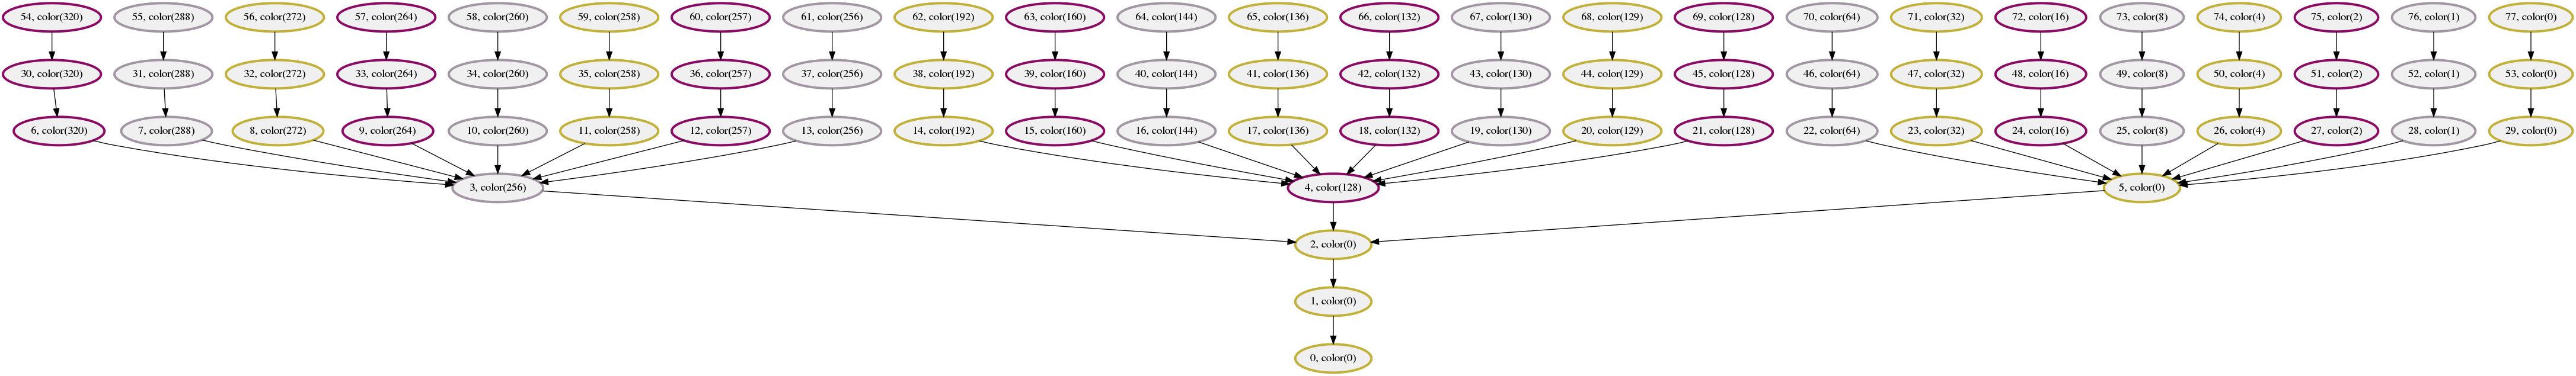 54, color(320) 55, color(288) 56, color(272) 57, color(264) 58, color(260) 59, color(258) 60, color(257) 61, color(256) 62, color(192) 63, color(160) 64, color(144) 65, color(136) 66, color(132) 67, color(130) 68, color(129) 69, color(128) 70, color(64) 71, color(32) 72, color(16) 73, color(8) 74, color(4) 75, color(2) 76, color(1) 77, color(0)
30, color(320) 31, color(288) 32, color(272) 33, color(264) 34, color(260) 35, color(258) 36, color(257) 37, color(256) 38, color(192) 39, color(160) 40, color(144) 41, color(136) 42, color(132) 43, color(130) 44, color(129) 45, color(128) 46, color(64) 47, color(32) 48, color(16) 49, color(8) 50, color(4) 51, color(2) 52, color(1) 53, color(0)
6, color(320) 7, color(288) 8, color(272) 9, color(264) 10, color(260) 11, color(258) 12, color(257) 13, color(256) 14, color(192) 15, color(160) 16, color(144) 17, color(136) 18, color(132) 19, color(130) 20, color(129) 21, color(128) 22, color(64) 23, color(32) 24, color(16) 25, color(8) 26, color(4) 27, color(2) 28, color(1) 29, color(0)
3, color(256) 4, color(128) 5, color(0)
2, color(0)
1, color(0)
0, color(0)